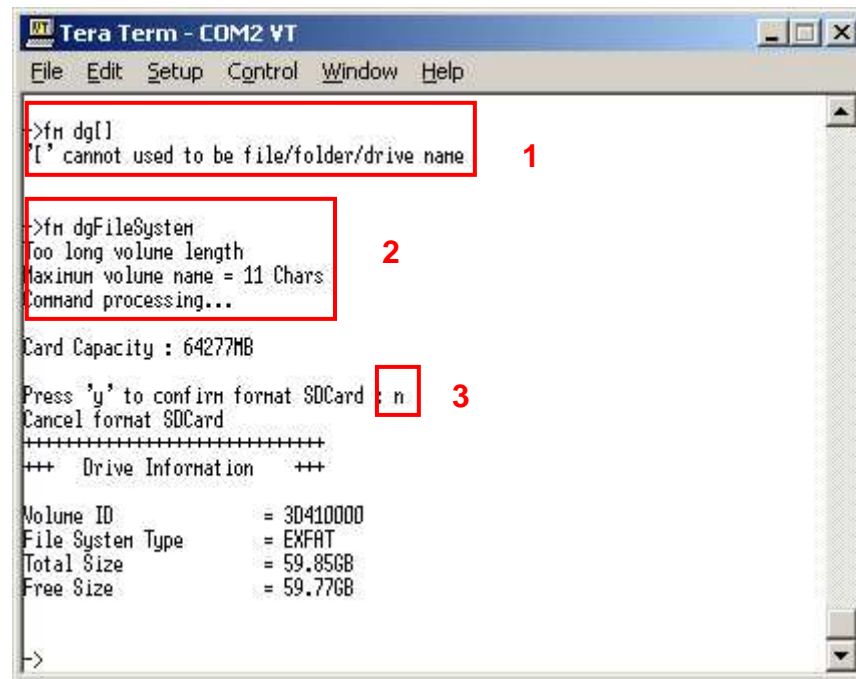 Tera Term - COM2 VT
File Edit Setup Control Window Help
->fm dg[]
'[' cannot used to be file/folder/drive name
1
->fm dgFileSystem
Too long volume length
Maximum volume name = 11 Chars
Command processing...
2
Card Capacity : 64277MB
Press 'y' to confirm format SDCard : n
3
Cancel format SDCard
++++++++++++++++++++++++++++++
+++ Drive Information +++
Volume ID = 3D410000
File System Type = EXFAT
Total Size = 59.85GB
Free Size = 59.77GB
->